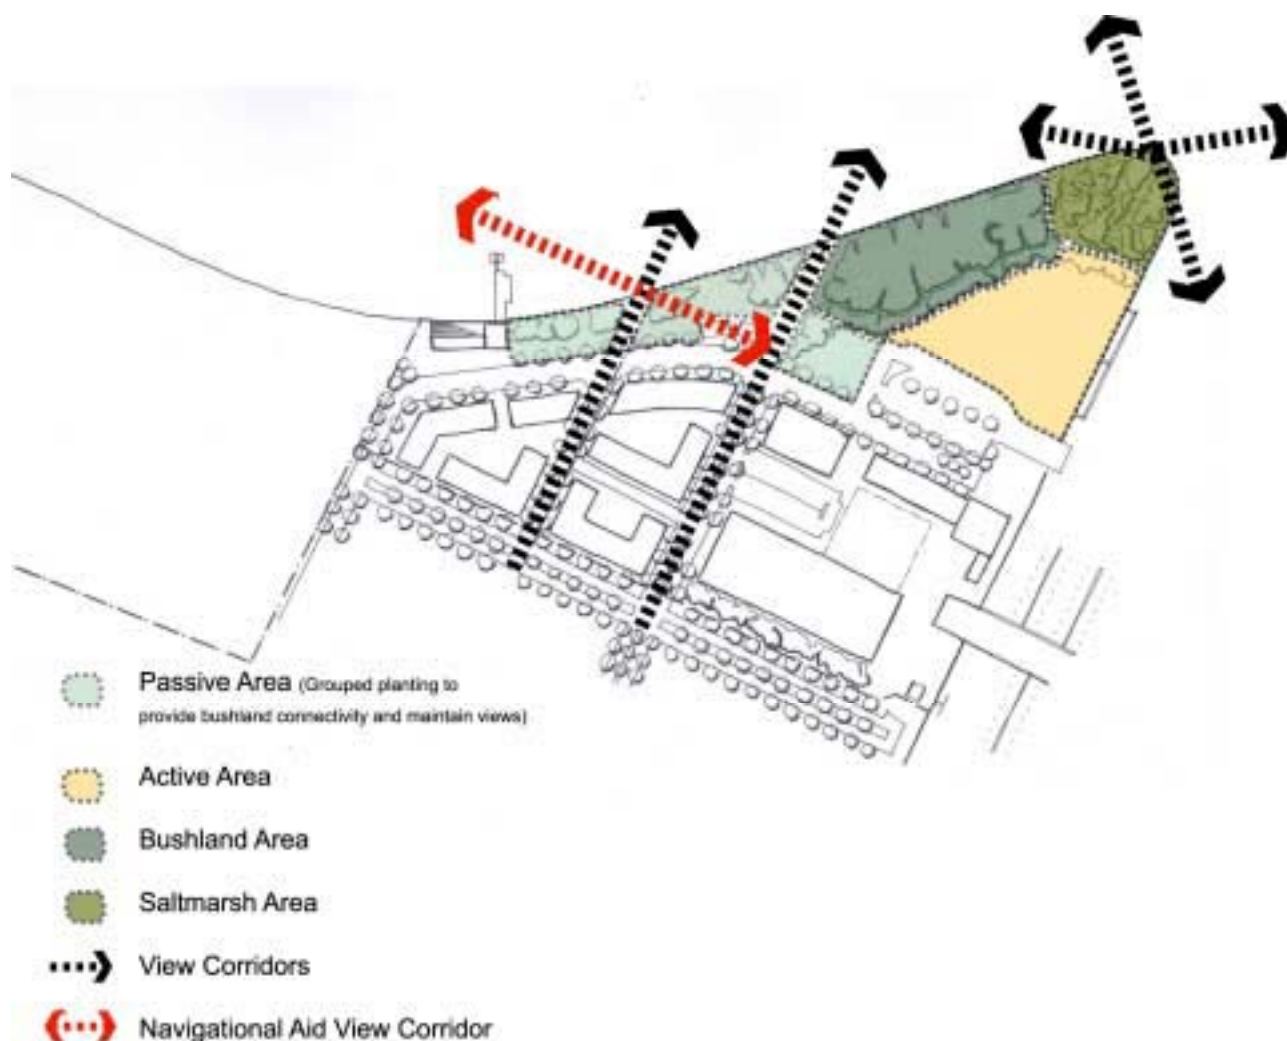 Passive Area (Grouped planting to
provide bushland connectivity and maintain views)
Active Area
Bushland Area
Saltmarsh Area
View Corridors
Navigational Aid View Corridor